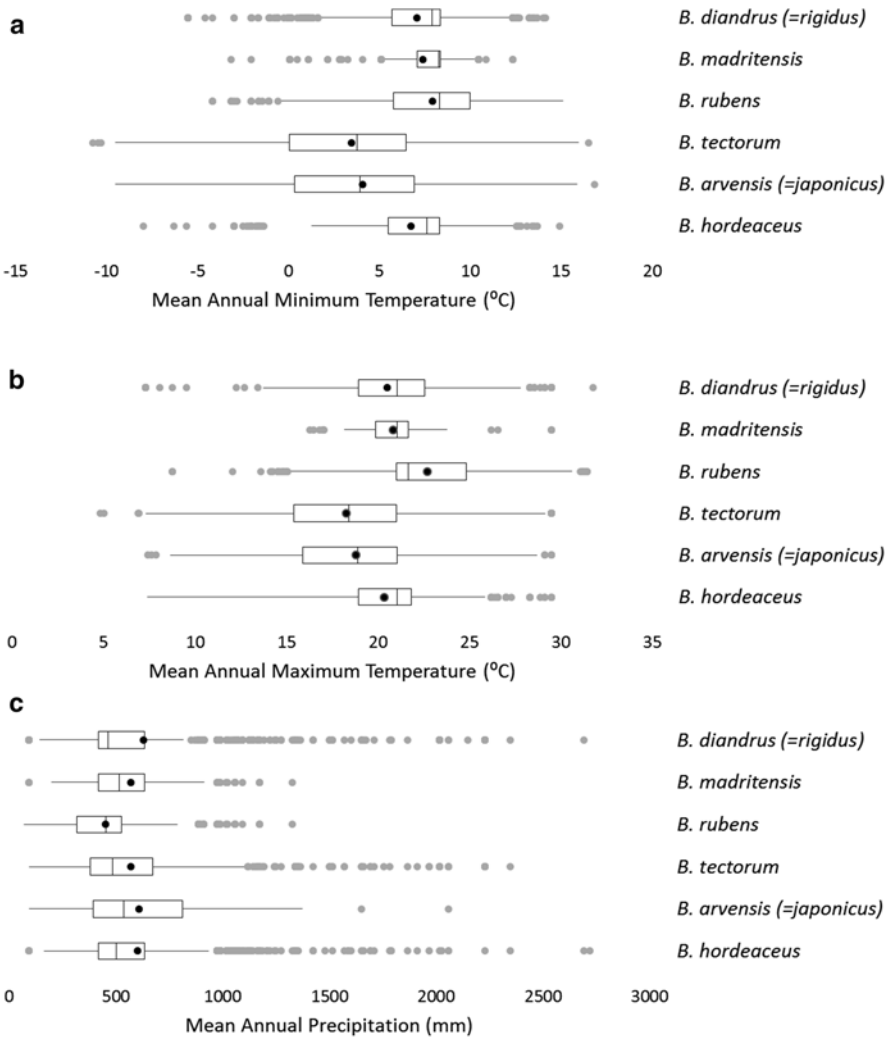 a
B. diandrus (=rigidus)
B. madritensis
B. rubens
B. tectorum
B. arvensis (=japonicus)
B. hordeaceus
-15 -10 -5 0 5 10 15 20
Mean Annual Minimum Temperature (⁰C)
b
B. diandrus (=rigidus)
B. madritensis
B. rubens
B. tectorum
B. arvensis (=japonicus)
B. hordeaceus
0 5 10 15 20 25 30 35
Mean Annual Maximum Temperature (⁰C)
c
B. diandrus (=rigidus)
B. madritensis
B. rubens
B. tectorum
B. arvensis (=japonicus)
B. hordeaceus
0 500 1000 1500 2000 2500 3000
Mean Annual Precipitation (mm)